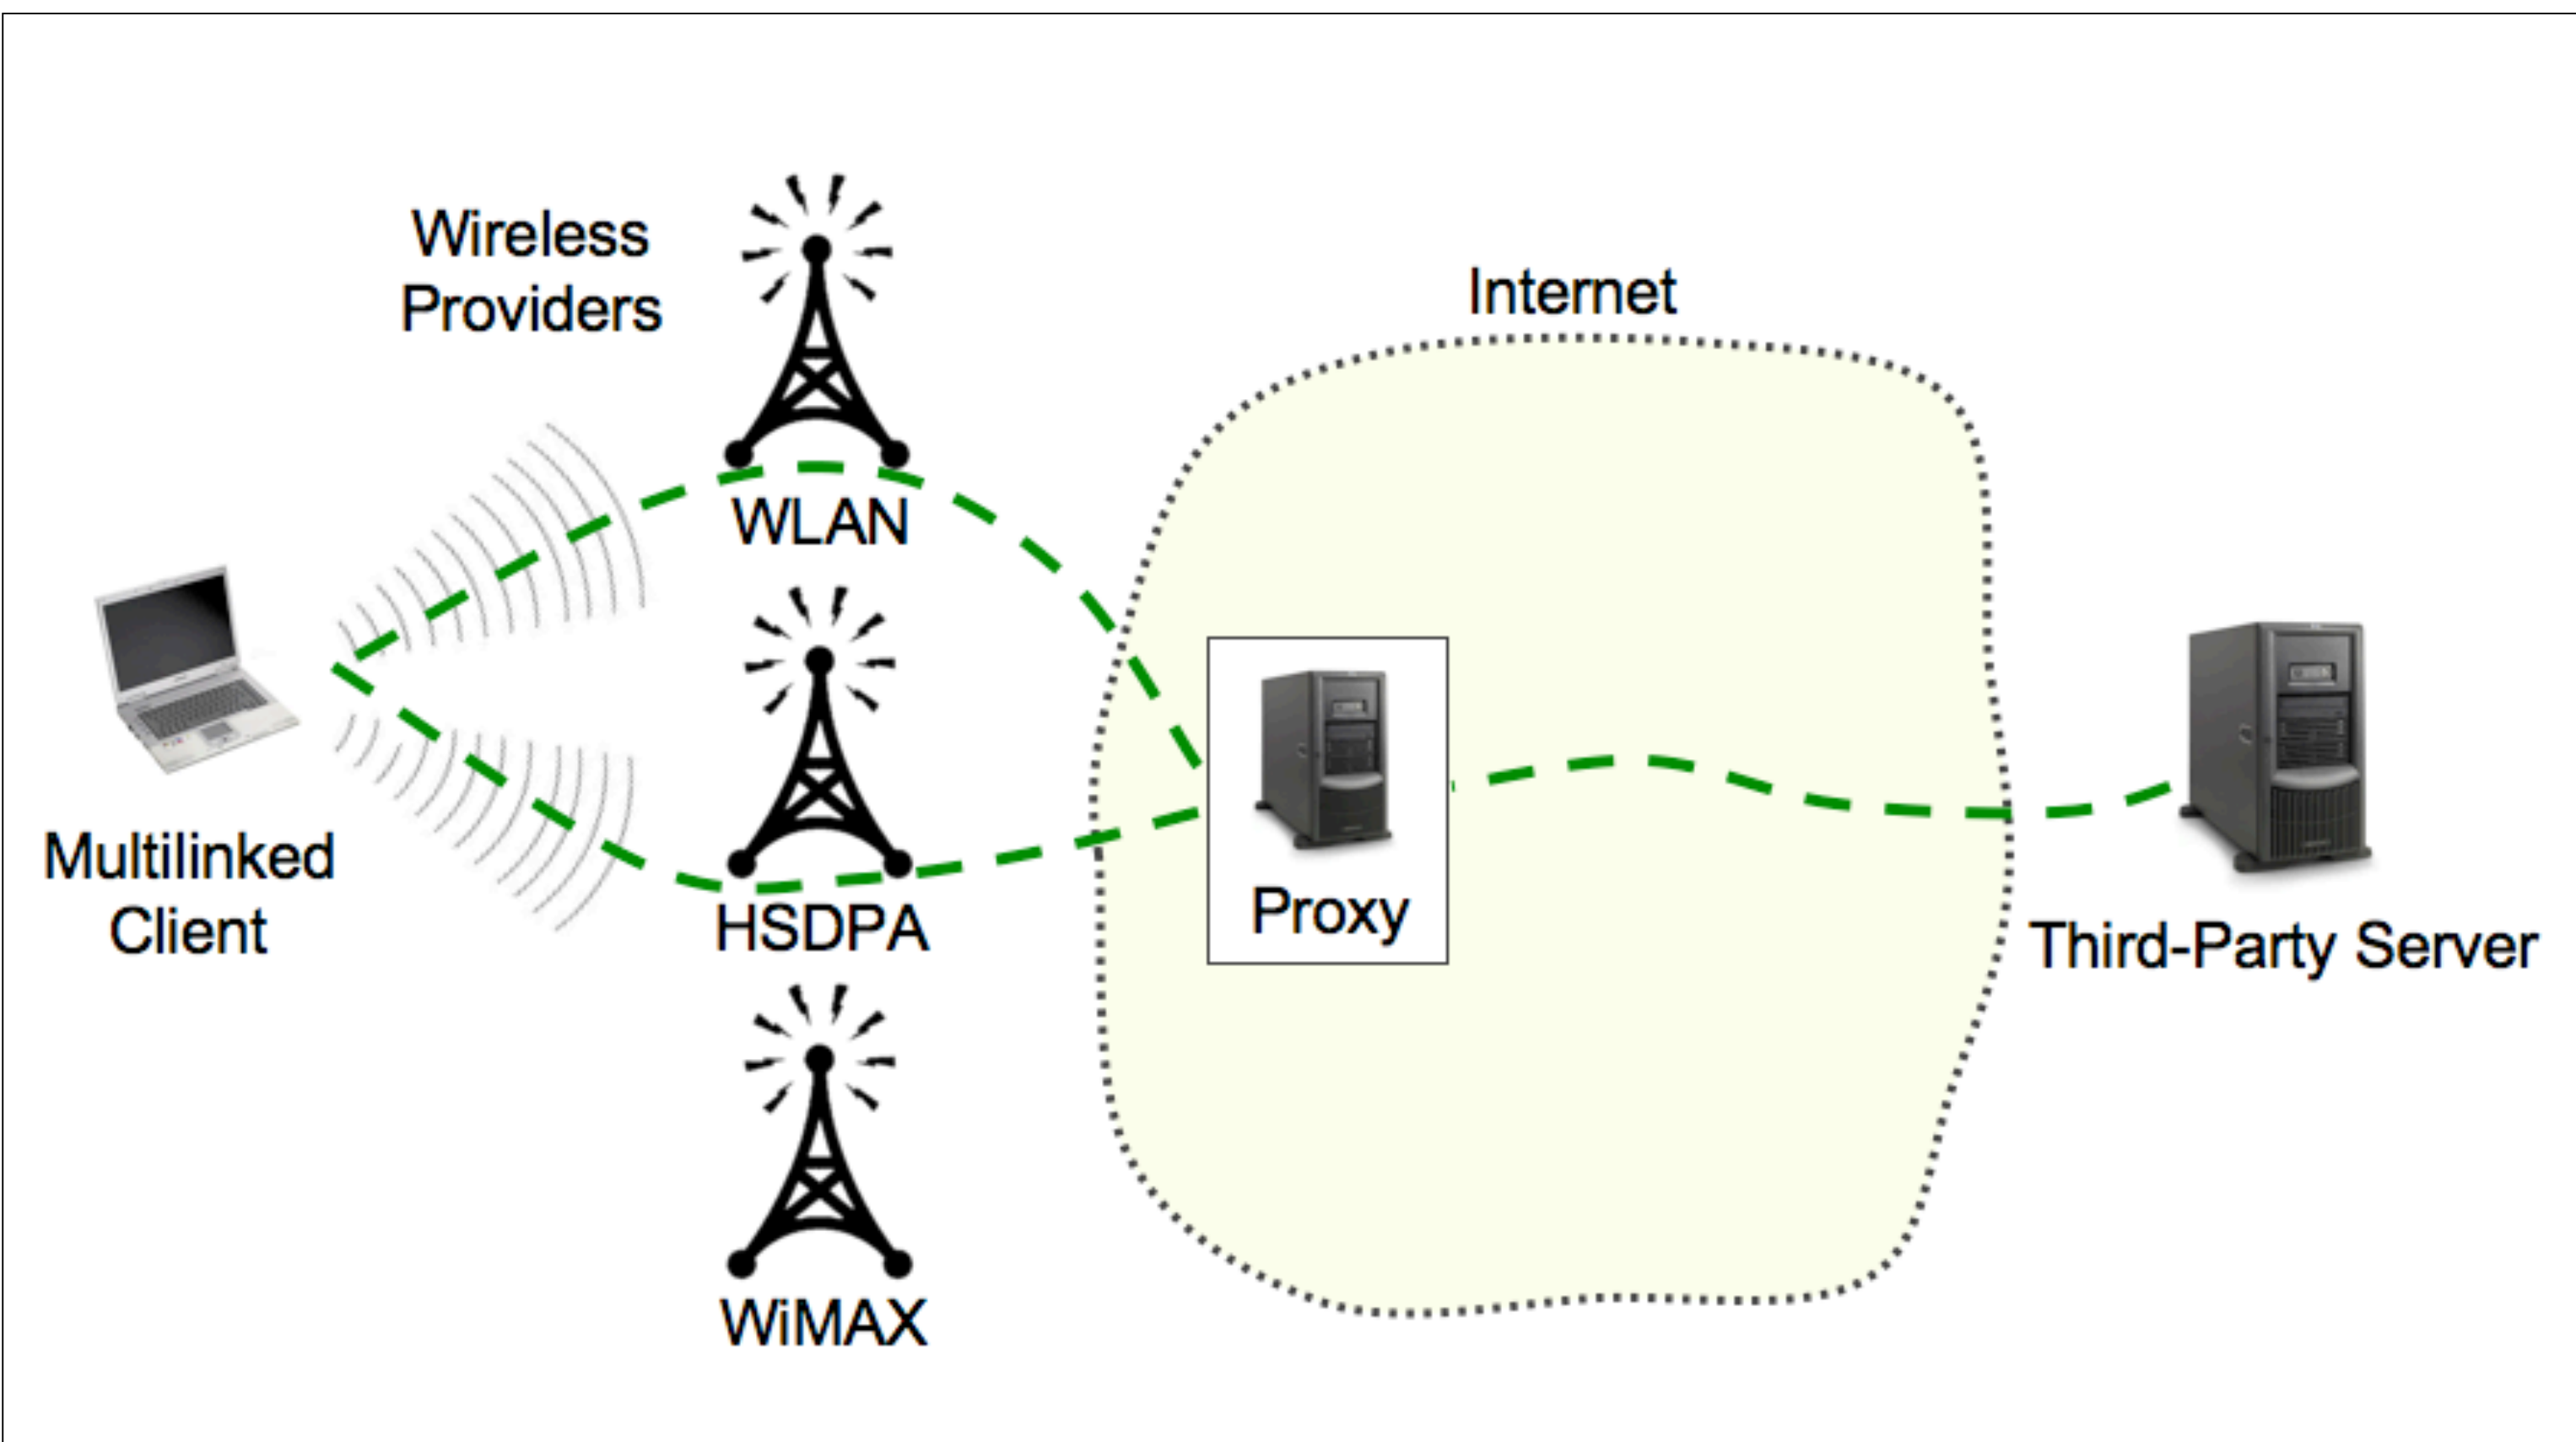 Wireless
Providers
Internet
WLAN
Multilinked
Client
HSDPA
Proxy
Third-Party Server
WiMAX